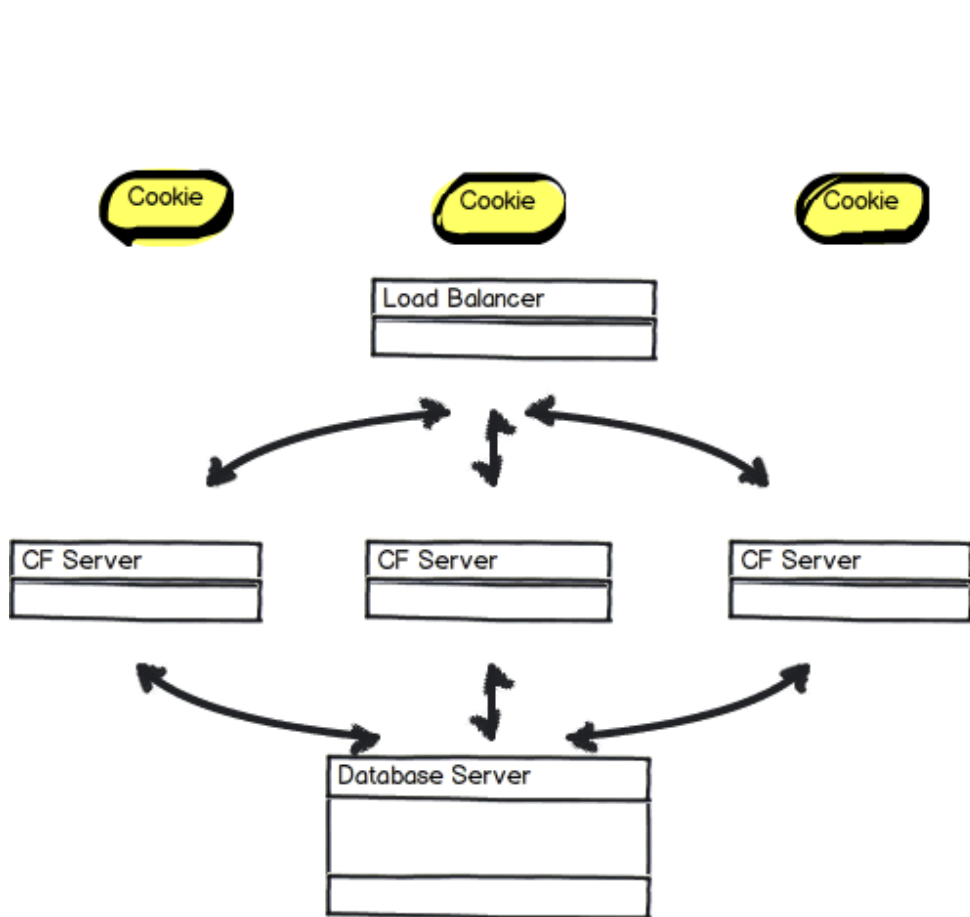 Cookie
Cookie
Cookie
Load Balancer
CF Server
CF Server
CF Server
Database Server